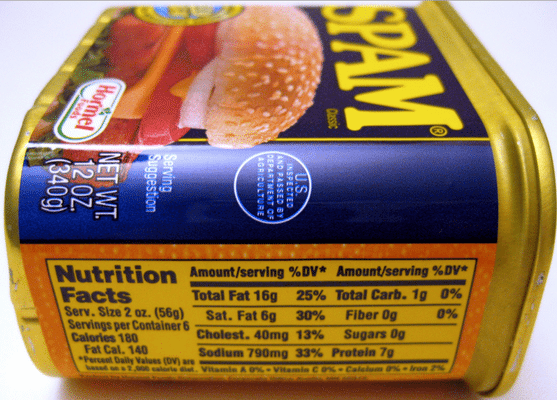 SPAM®
Classic
Hormel
Foods
Serving
Suggestion
NET WT.
12 OZ.
(340g)
U.S.
INSPECTED
AND PASSED BY
DEPARTMENT OF
AGRICULTURE
Nutrition
Facts
Serv. Size 2 oz. (56g)
Servings per Container 6
Calories 180
Fat Cal. 140
*Percent Daily Values (DV) are
based on a 2,000 calorie diet.
Amount/serving %DV* Amount/serving %DV*
Total Fat 16g 25% Total Carb. 1g 0%
Sat. Fat 6g 30% Fiber 0g 0%
Cholest. 40mg 13% Sugars 0g
Sodium 790mg 33% Protein 7g
Vitamin A 0% • Vitamin C 0% • Calcium 0% • Iron 2%